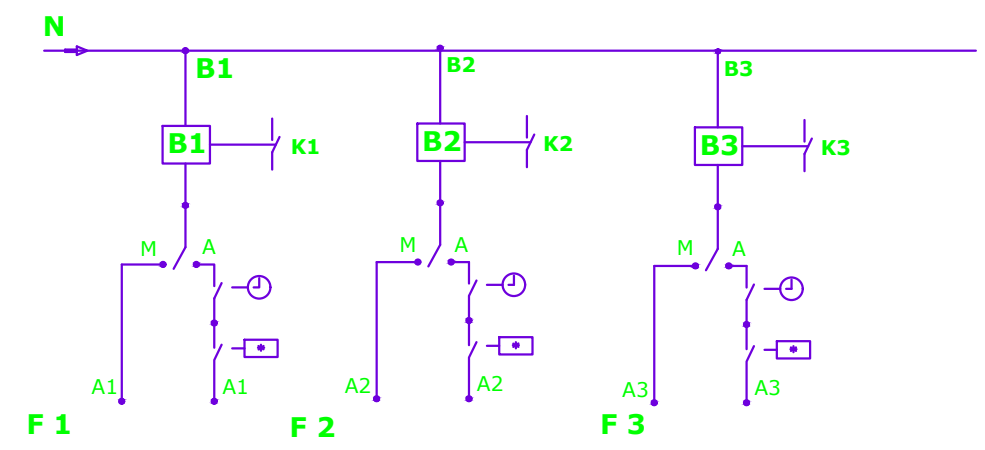 N
B1 B2 B3
B1 K1 B2 K2 B3 K3
M A M A M A
A1 A1 A2 A2 A3 A3
F 1 F 2 F 3